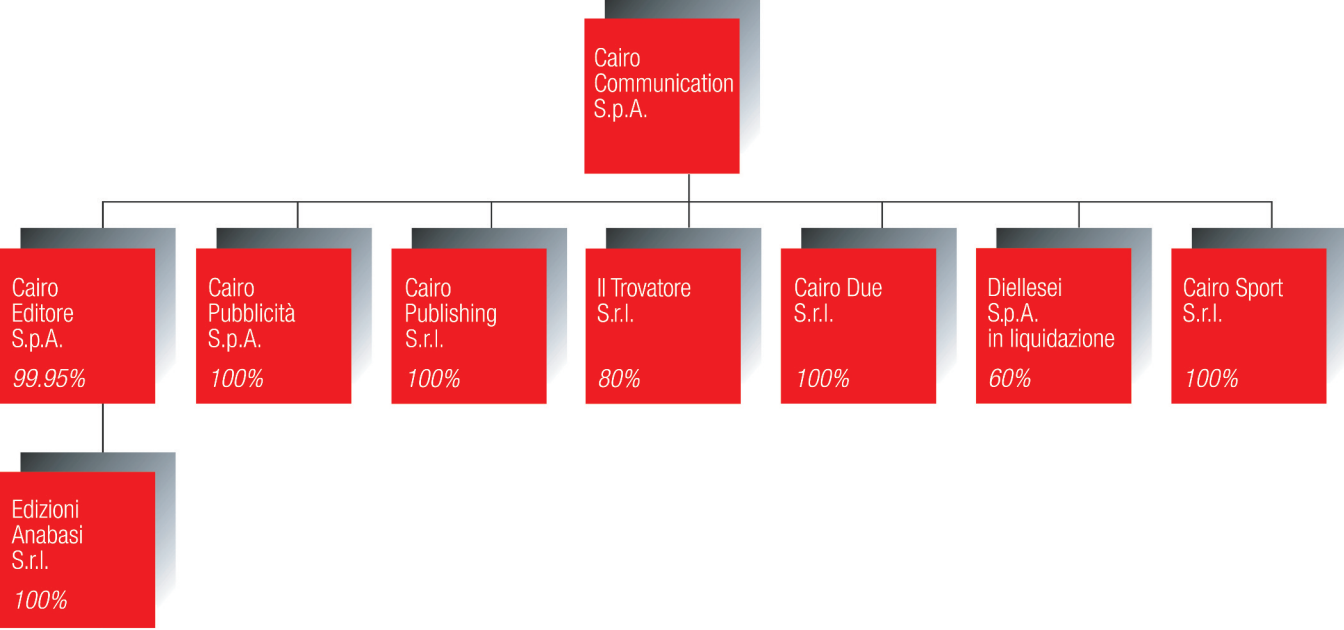 Cairo
Communication
S.p.A.
Cairo
Editore
S.p.A.
99.95%
Cairo
Pubblicità
S.p.A.
100%
Cairo
Publishing
S.r.l.
100%
Il Trovatore
S.r.l.
80%
Cairo Due
S.r.l.
100%
Diellesei
S.p.A.
in liquidazione
60%
Cairo Sport
S.r.l.
100%
Edizioni
Anabasi
S.r.l.
100%